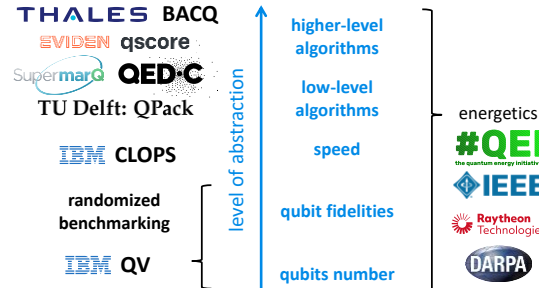 THALES BACQ
EVIDEN qscore
SupermarQ QED·C
TU Delft: QPack
IBM CLOPS
randomized
benchmarking
IBM QV
level of abstraction
higher-level
algorithms
low-level
algorithms
speed
qubit fidelities
qubits number
energetics
#QEI
the quantum energy initiative
IEEE
Raytheon
Technologie
DARPA